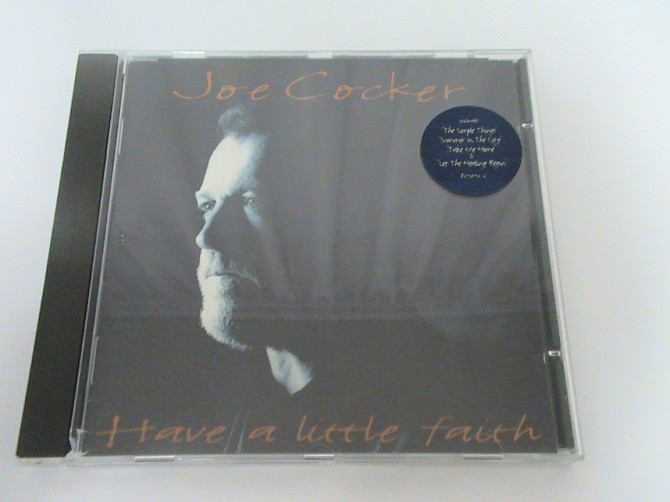 Joe Cocker
Includes
'The Simple Things'
'Summer In The City'
'Take Me Home'
&
'Let The Healing Begin'
Have a little faith